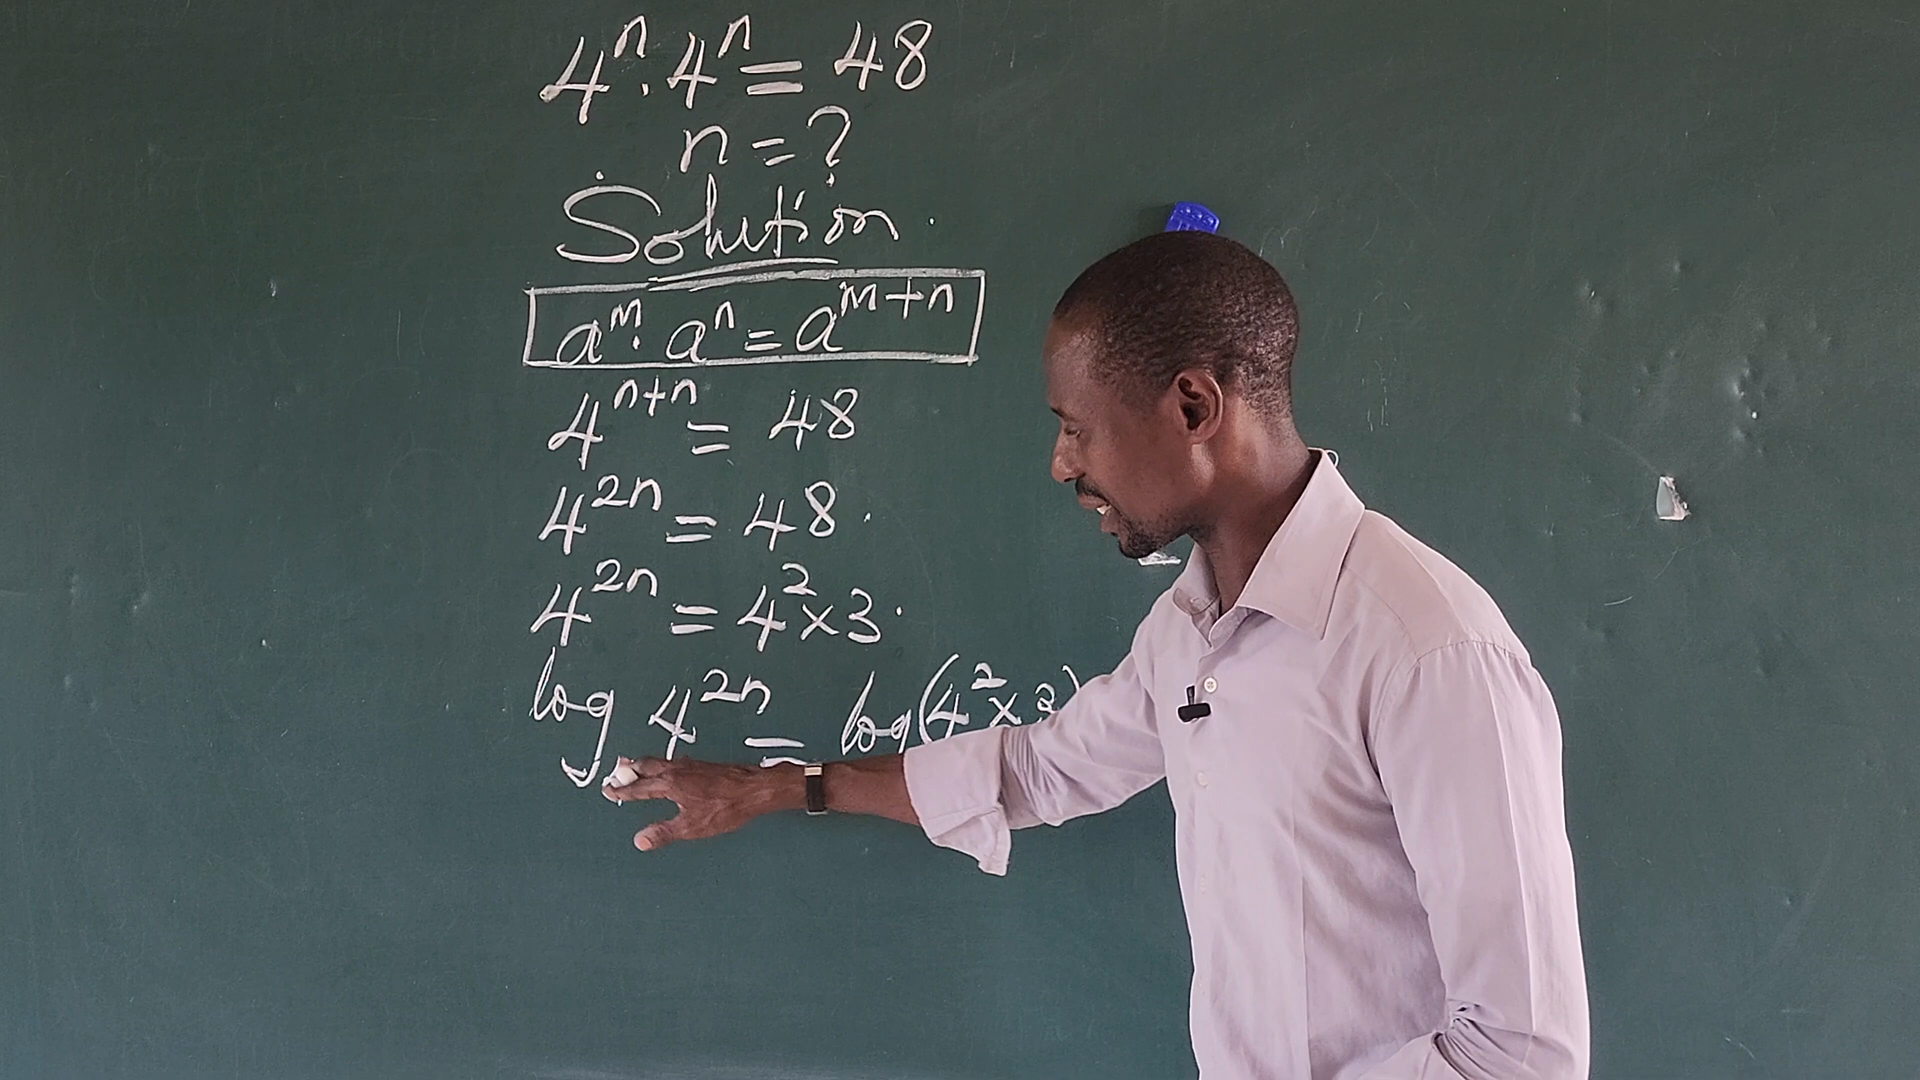 4ⁿ · 4ⁿ = 48
n = ?
Solution.
aᵐ · aⁿ = aᵐ⁺ⁿ
4ⁿ⁺ⁿ = 48
4²ⁿ = 48.
4²ⁿ = 4² × 3.
log 4²ⁿ = log(4² × 3)